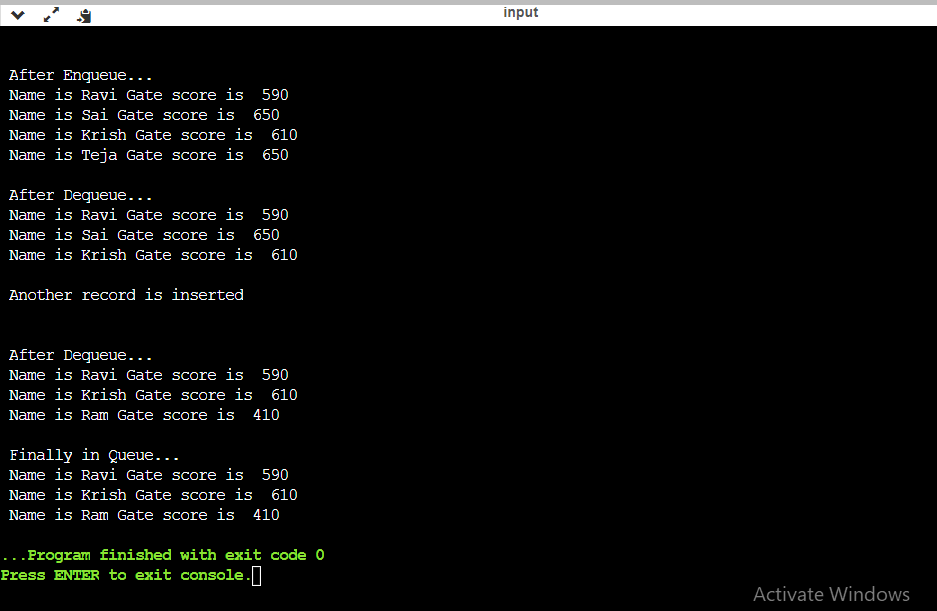 input
After Enqueue...
Name is Ravi Gate score is  590
Name is Sai Gate score is  650
Name is Krish Gate score is  610
Name is Teja Gate score is  650
After Dequeue...
Name is Ravi Gate score is  590
Name is Sai Gate score is  650
Name is Krish Gate score is  610
Another record is inserted
After Dequeue...
Name is Ravi Gate score is  590
Name is Krish Gate score is  610
Name is Ram Gate score is  410
Finally in Queue...
Name is Ravi Gate score is  590
Name is Krish Gate score is  610
Name is Ram Gate score is  410
...Program finished with exit code 0
Press ENTER to exit console.
Activate Windows